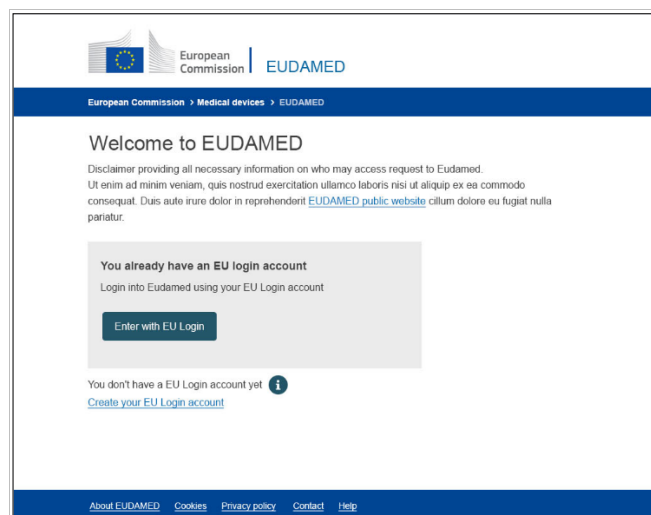 European
Commission
EUDAMED
European Commission > Medical devices > EUDAMED
Welcome to EUDAMED
Disclaimer providing all necessary information on who may access request to Eudamed.
Ut enim ad minim veniam, quis nostrud exercitation ullamco laboris nisi ut aliquip ex ea commodo
consequat. Duis aute irure dolor in reprehenderit EUDAMED public website cillum dolore eu fugiat nulla
pariatur.
You already have an EU login account
Login into Eudamed using your EU Login account
Enter with EU Login
You don't have a EU Login account yet i
Create your EU Login account
About EUDAMED Cookies Privacy policy Contact Help